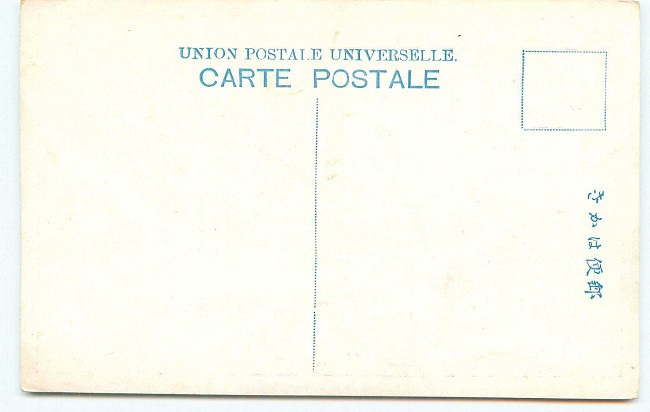 UNION POSTALE UNIVERSELLE.
CARTE POSTALE
きかは便郵